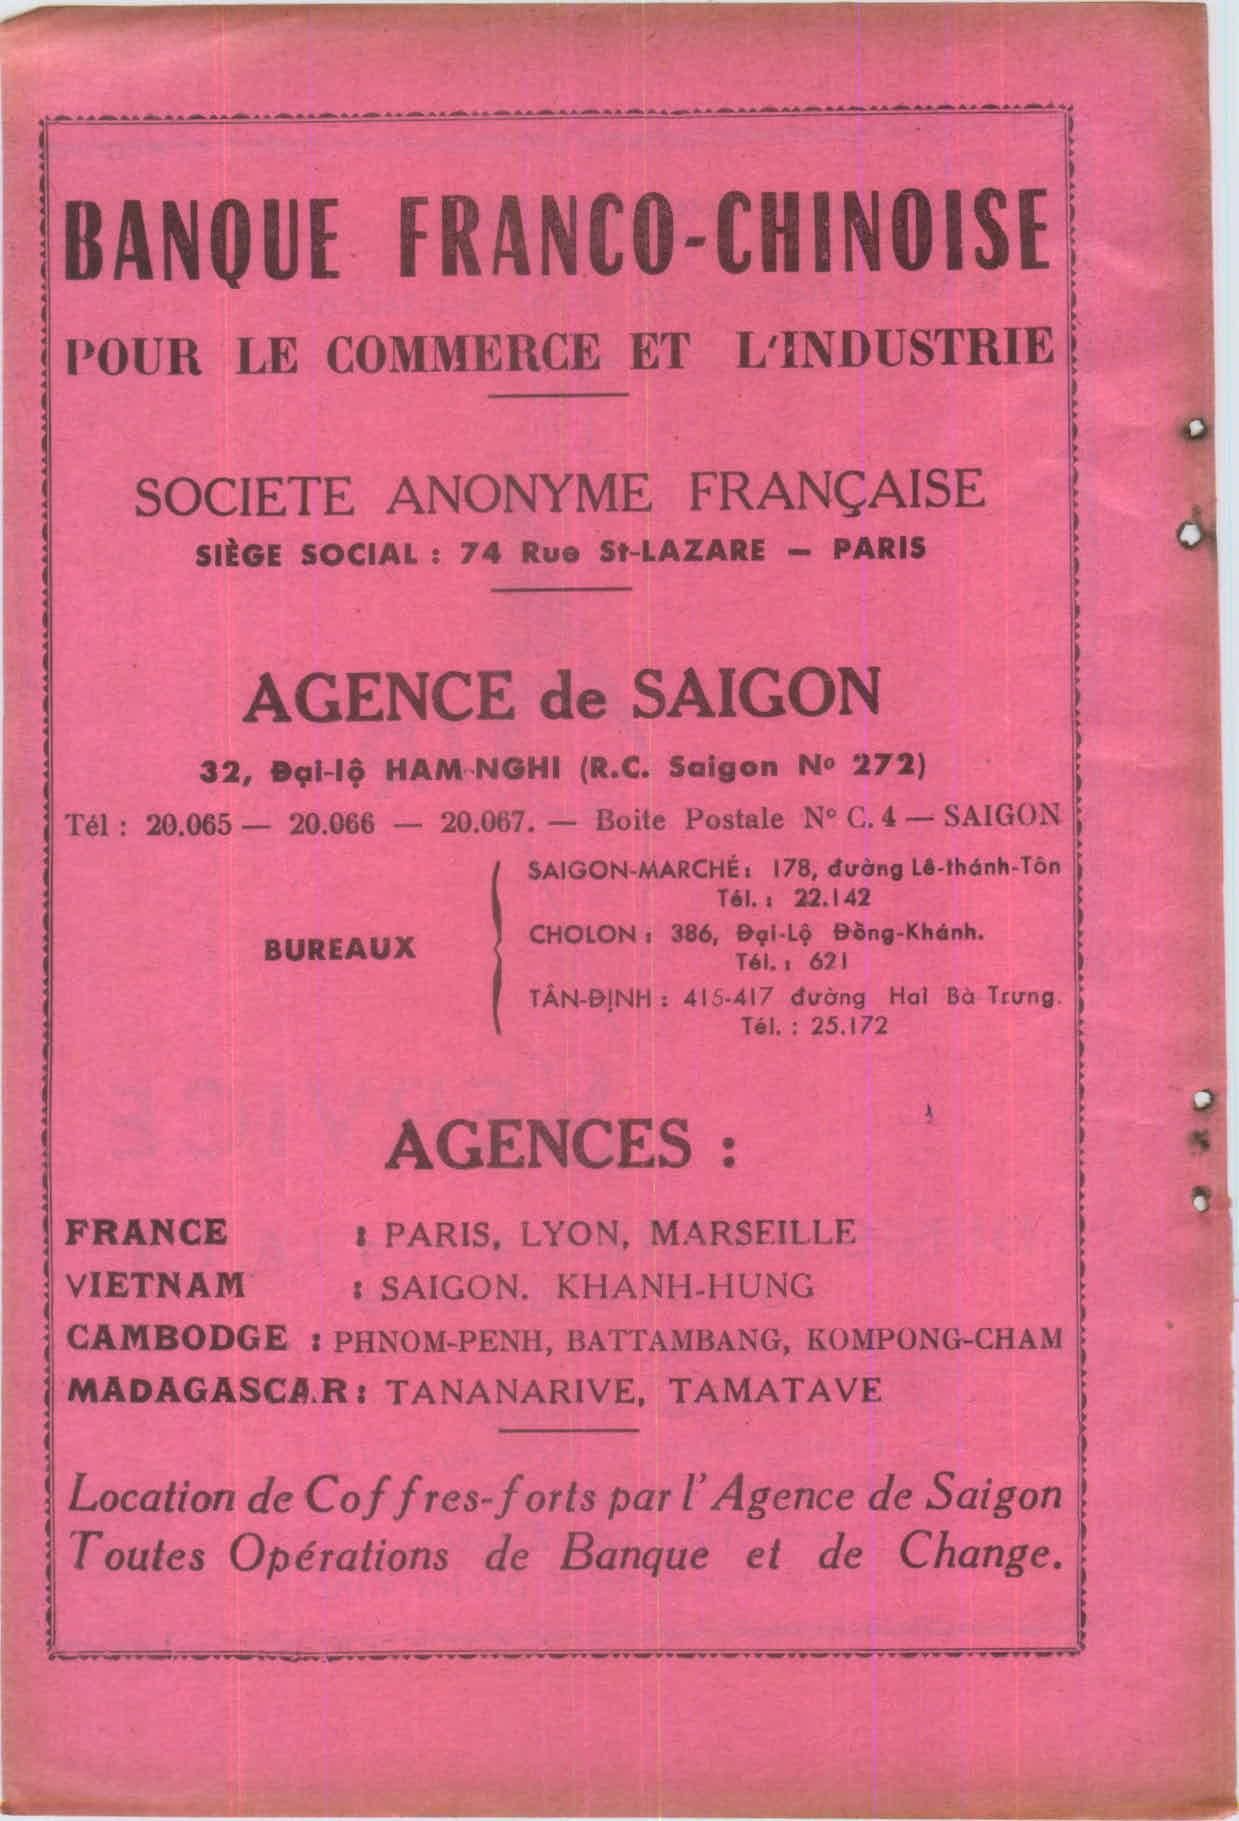 BANQUE FRANCO-CHINOISE
POUR LE COMMERCE ET L'INDUSTRIE
SOCIETE ANONYME FRANÇAISE
SIÈGE SOCIAL : 74 Rue St-LAZARE — PARIS
AGENCE de SAIGON
32, Đại-lộ HAM-NGHI (R.C. Saigon Nº 272)
Tél : 20.065 — 20.066 — 20.067. — Boite Postale N° C. 4 — SAIGON
BUREAUX
SAIGON-MARCHÉ : 178, đường Lê-thánh-Tôn
Tél. : 22.142
CHOLON : 386, Đại-Lộ Đồng-Khánh.
Tél. : 621
TÂN-ĐỊNH : 415-417 đường Hai Bà Trưng.
Tél. : 25.172
AGENCES :
FRANCE : PARIS, LYON, MARSEILLE
VIETNAM : SAIGON. KHANH-HUNG
CAMBODGE : PHNOM-PENH, BATTAMBANG, KOMPONG-CHAM
MADAGASCAR : TANANARIVE, TAMATAVE
Location de Coffres-forts par l'Agence de Saigon
Toutes Opérations de Banque et de Change.